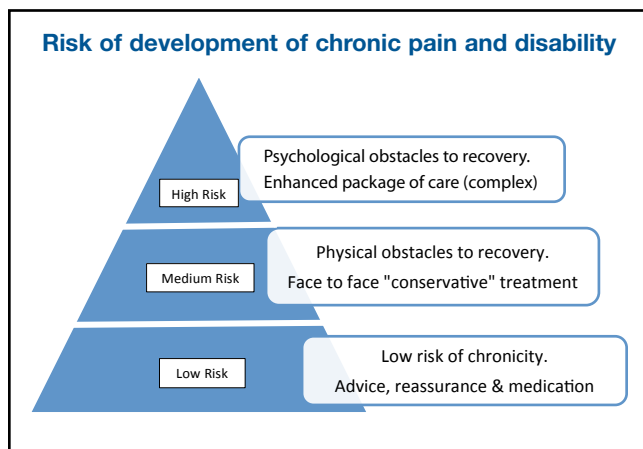 Risk of development of chronic pain and disability
Psychological obstacles to recovery.
Enhanced package of care (complex)
High Risk
Physical obstacles to recovery.
Face to face "conservative" treatment
Medium Risk
Low risk of chronicity.
Advice, reassurance & medication
Low Risk